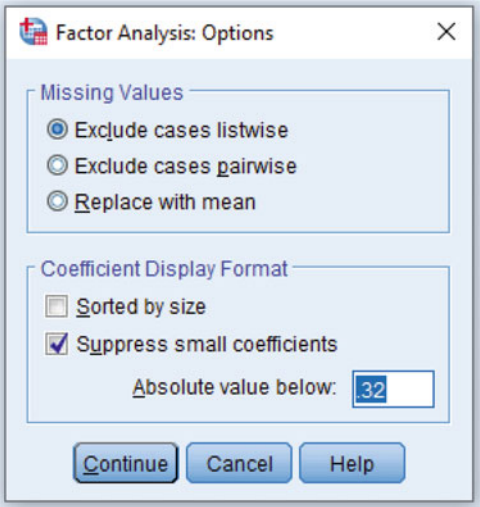 Factor Analysis: Options
Missing Values
Exclude cases listwise
Exclude cases pairwise
Replace with mean
Coefficient Display Format
Sorted by size
Suppress small coefficients
Absolute value below: .32
Continue Cancel Help